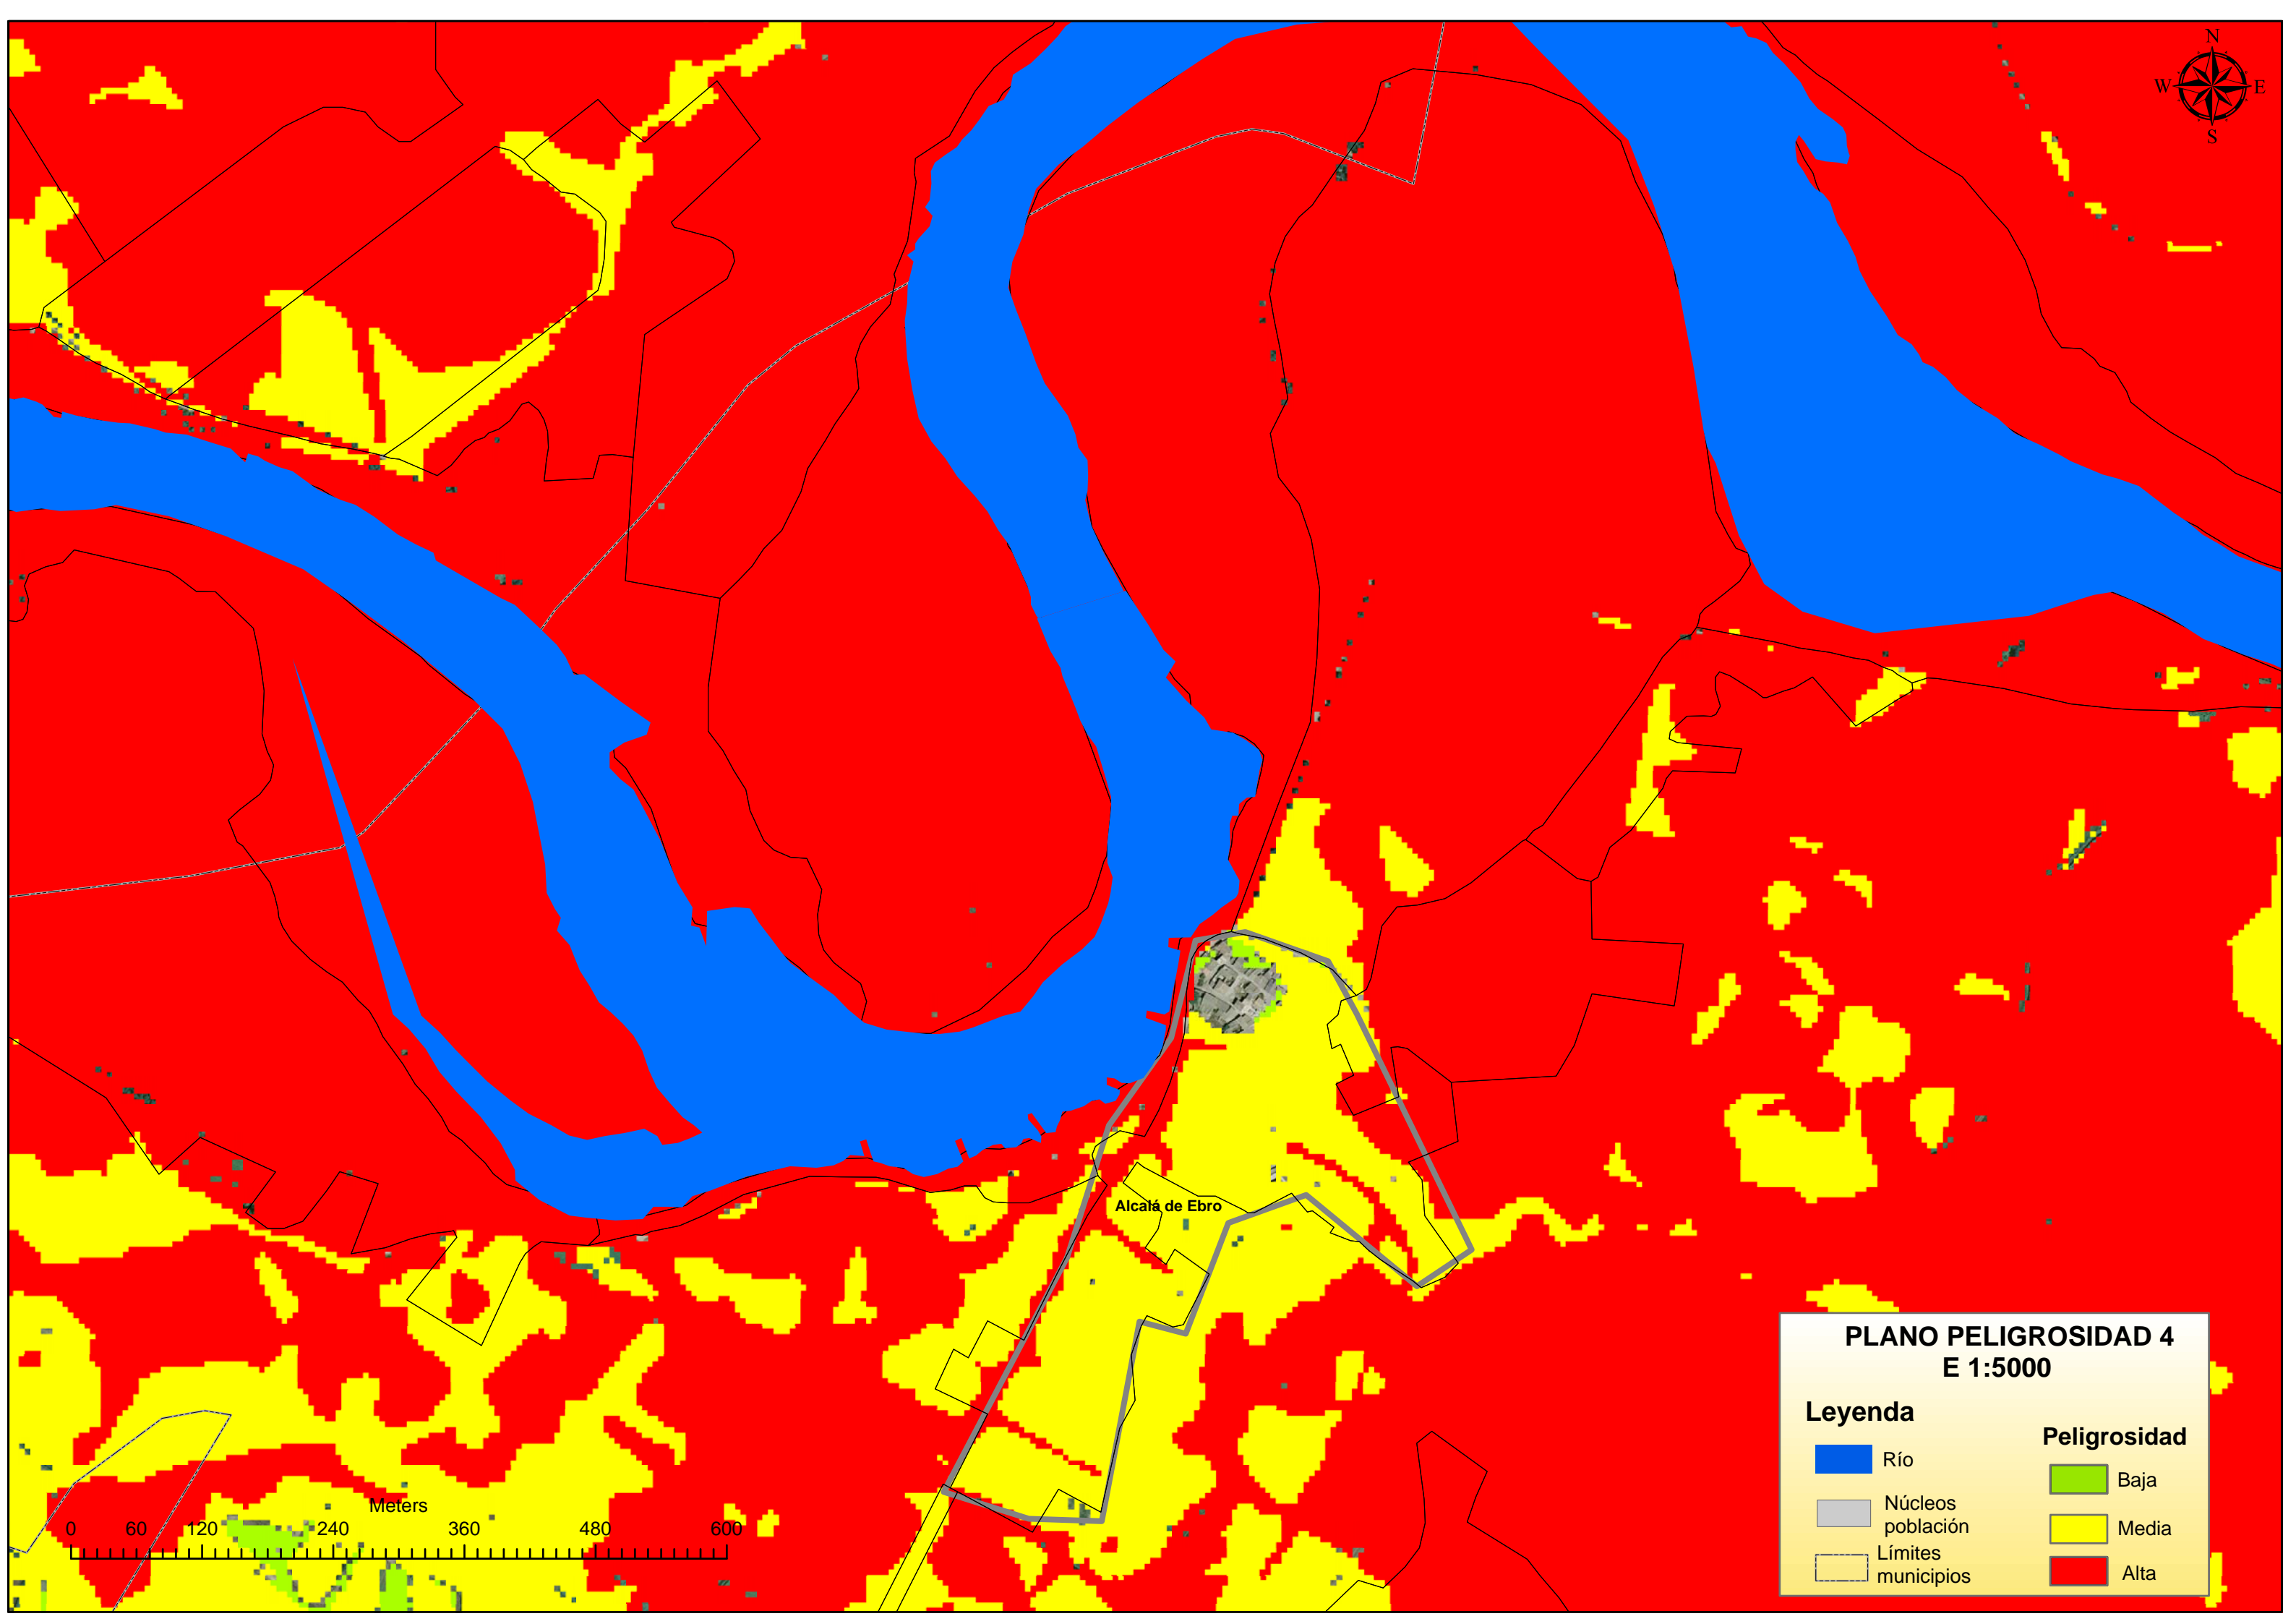 N
W E
S
Alcalá de Ebro
Meters
0 60 120 240 360 480 600
PLANO PELIGROSIDAD 4
E 1:5000
Leyenda
Río
Núcleos
población
Límites
municipios
Peligrosidad
Baja
Media
Alta